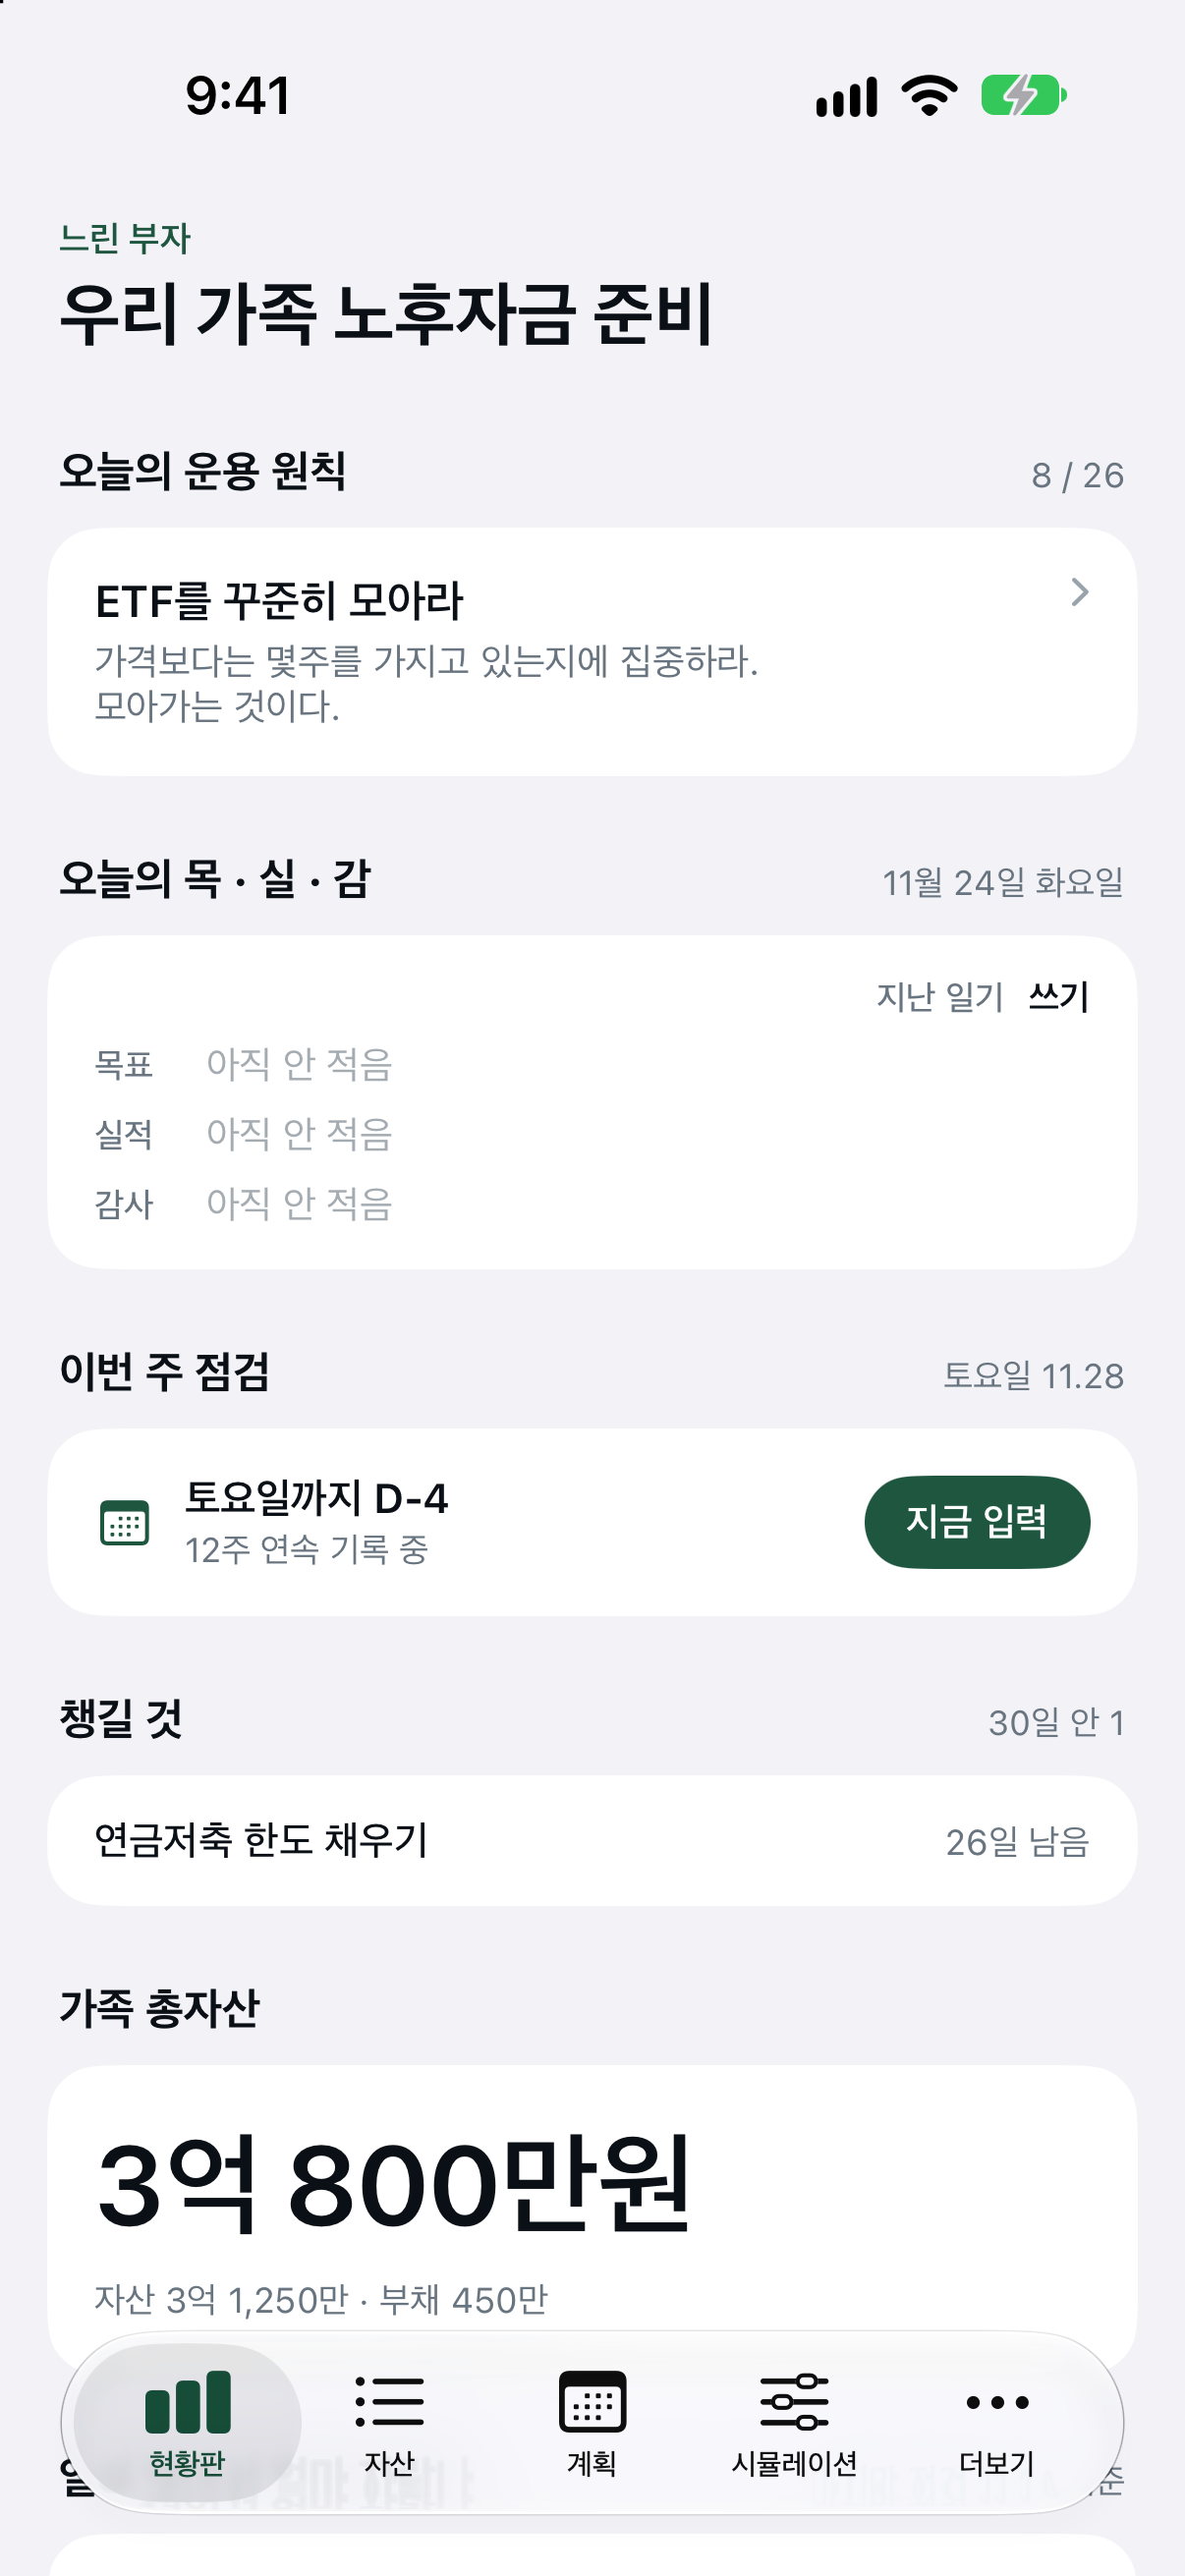 9:41
느린 부자
우리 가족 노후자금 준비
오늘의 운용 원칙
8 / 26
ETF를 꾸준히 모아라
가격보다는 몇주를 가지고 있는지에 집중하라.
모아가는 것이다.
오늘의 목 · 실 · 감
11월 24일 화요일
지난 일기 쓰기
목표 아직 안 적음
실적 아직 안 적음
감사 아직 안 적음
이번 주 점검
토요일 11.28
토요일까지 D-4
12주 연속 기록 중
지금 입력
챙길 것
30일 안 1
연금저축 한도 채우기
26일 남음
가족 총자산
3억 800만원
자산 3억 1,250만 · 부채 450만
현황판
자산
계획
시뮬레이션
더보기